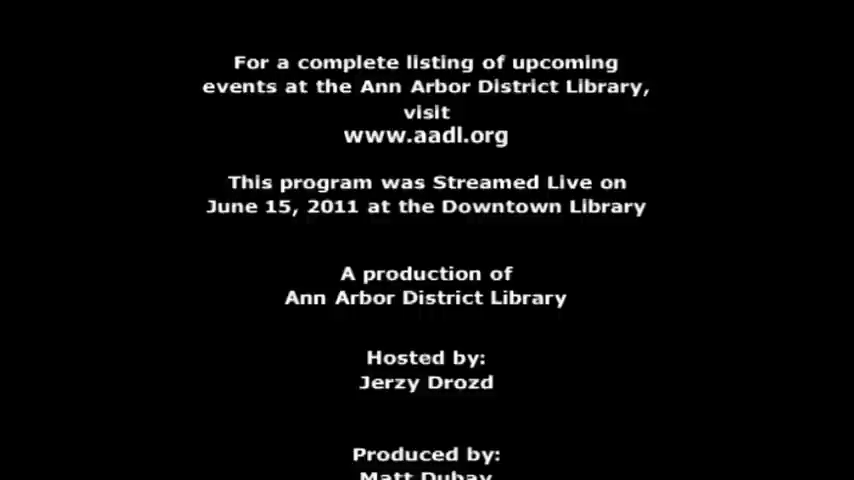 For a complete listing of upcoming
events at the Ann Arbor District Library,
visit
www.aadl.org
This program was Streamed Live on
June 15, 2011 at the Downtown Library
A production of
Ann Arbor District Library
Hosted by:
Jerzy Drozd
Produced by:
Matt Dubay